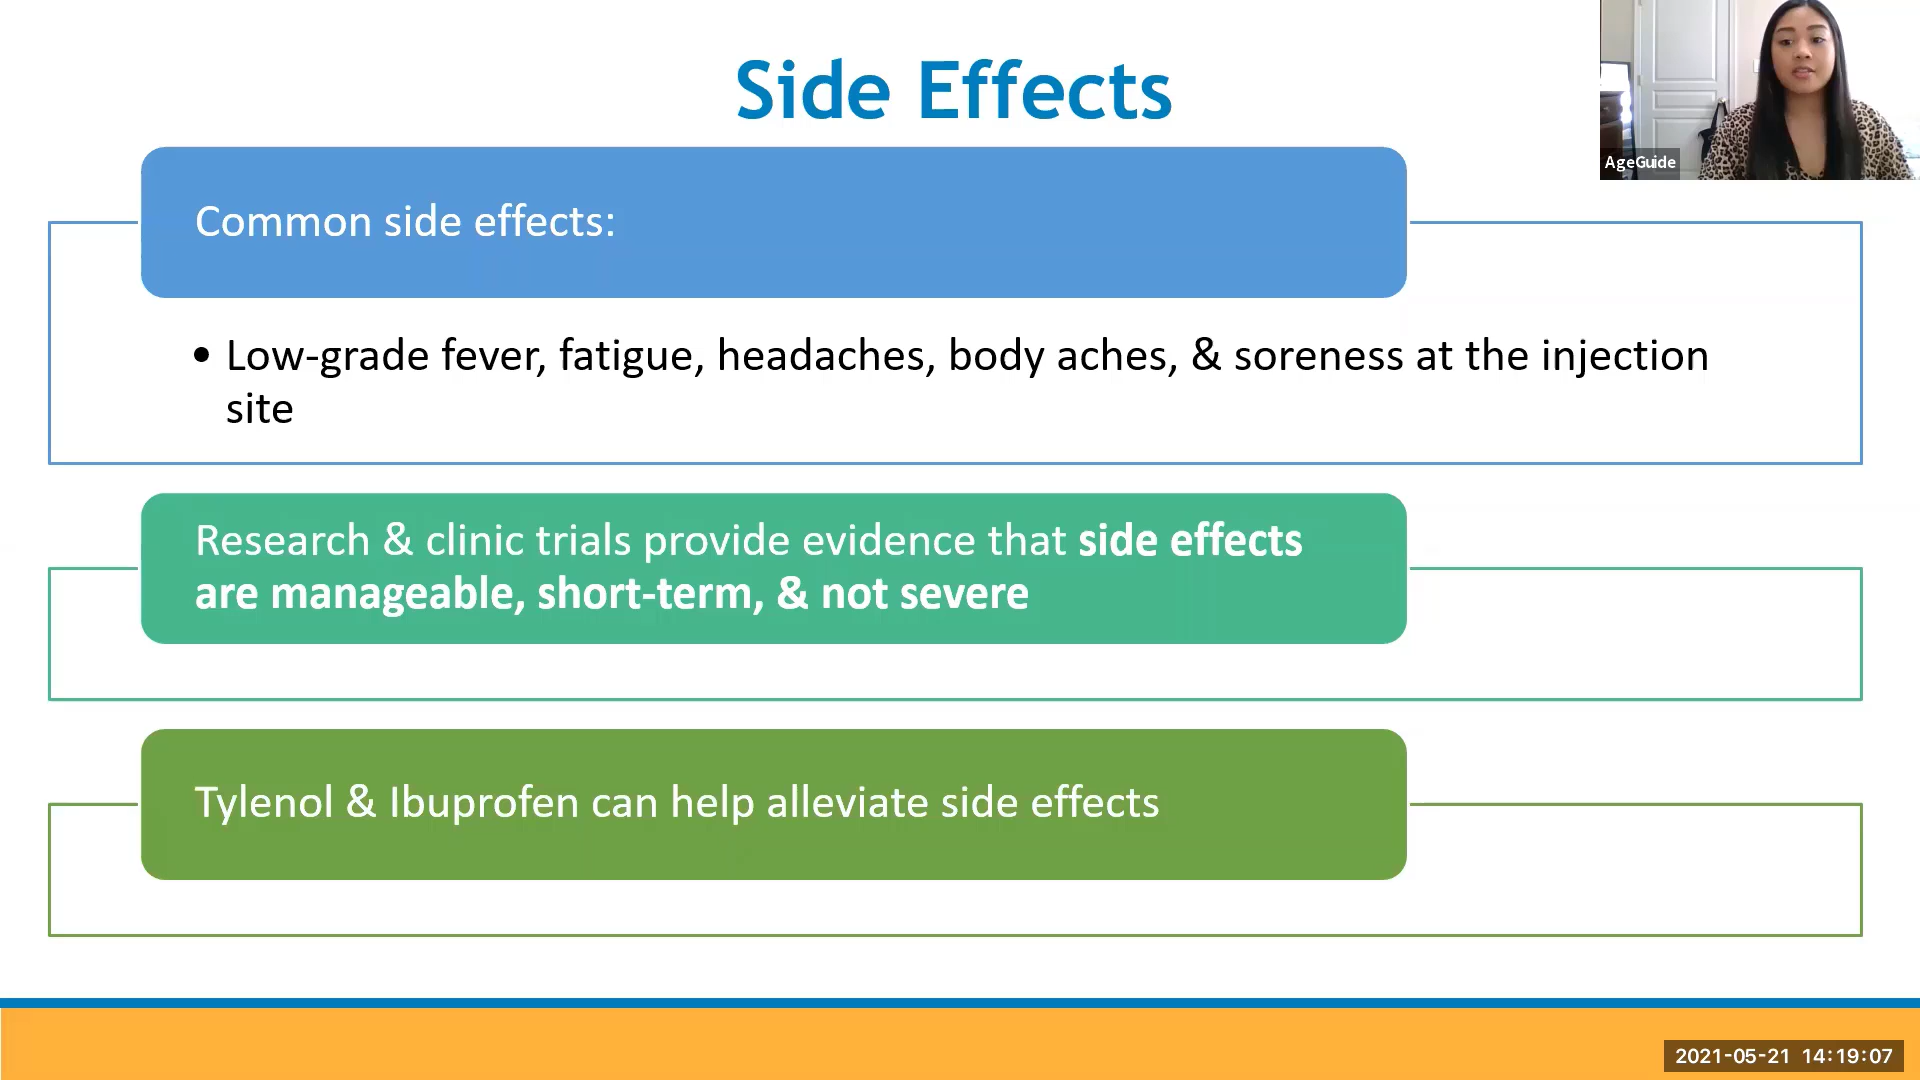 Side Effects
AgeGuide
Common side effects:
• Low-grade fever, fatigue, headaches, body aches, & soreness at the injection
site
Research & clinic trials provide evidence that side effects
are manageable, short-term, & not severe
Tylenol & Ibuprofen can help alleviate side effects
2021-05-21 14:19:07